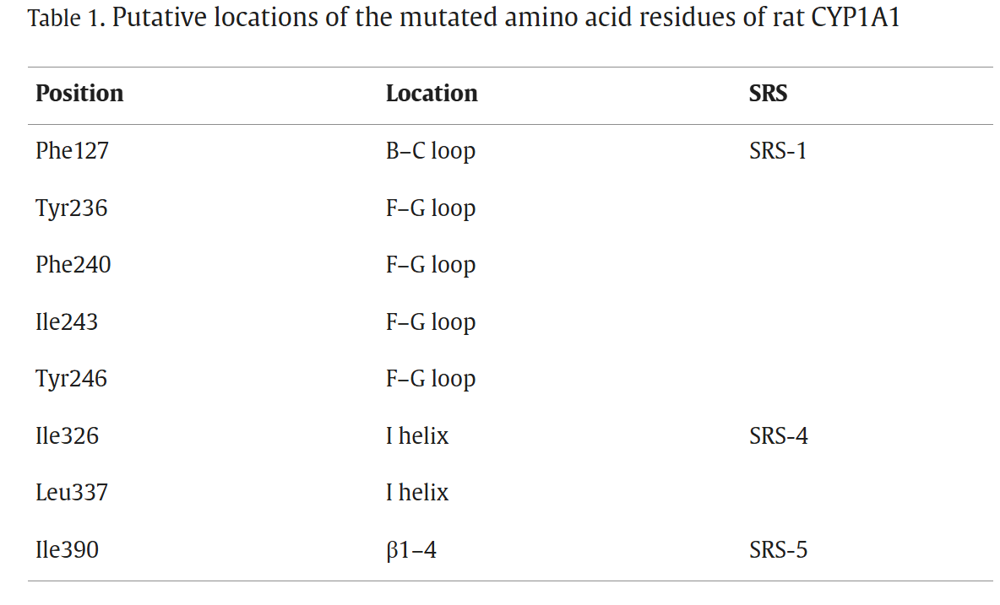 Table 1. Putative locations of the mutated amino acid residues of rat CYP1A1
Position Location SRS
Phe127 B–C loop SRS-1
Tyr236 F–G loop
Phe240 F–G loop
Ile243 F–G loop
Tyr246 F–G loop
Ile326 I helix SRS-4
Leu337 I helix
Ile390 β1–4 SRS-5